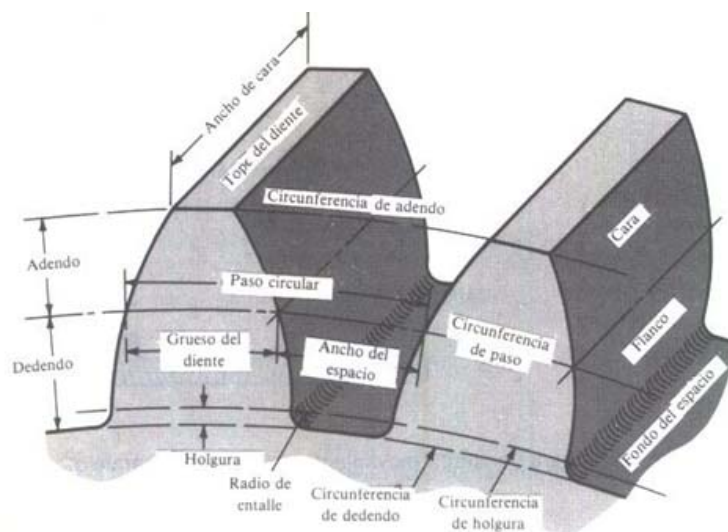 Ancho de cara
Tope del diente
Circunferencia de adendo
Cara
Adendo
Paso circular
Circunferencia
de paso
Flanco
Grueso del
diente
Ancho del
espacio
Dedendo
Fondo del espacio
Holgura
Radio de
entalle
Circunferencia
de dedendo
Circunferencia
de holgura